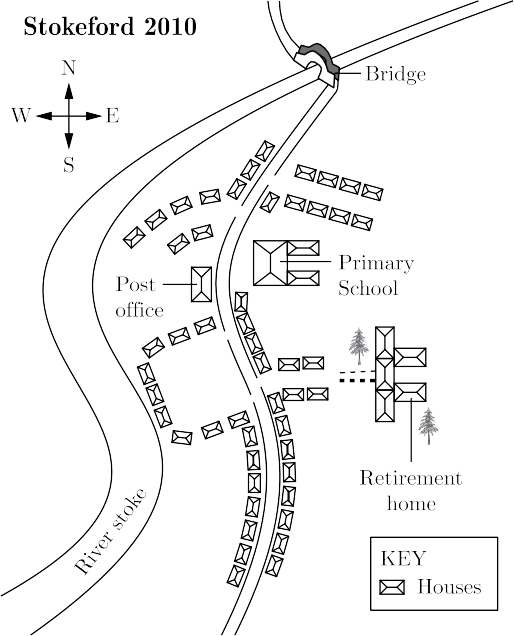 Stokeford 2010
N
W
E
S
Bridge
Post
office
Primary
School
Retirement
home
River stoke
KEY
Houses